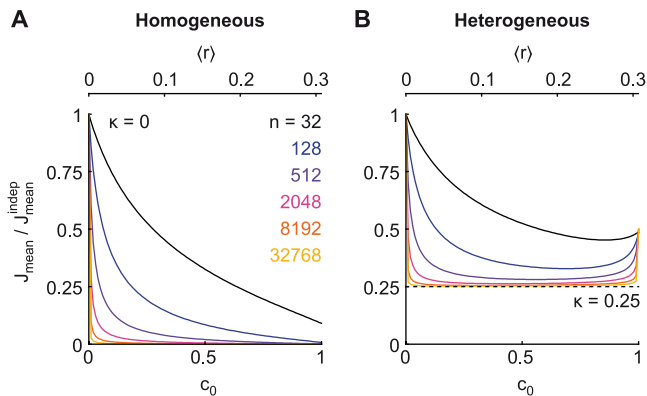 A Homogeneous
⟨r⟩
0 0.1 0.2 0.3
κ = 0 n = 32
128
512
2048
8192
32768
1
0.75
0.5
0.25
0
J_mean / J_mean^indep
0 0.5 1
c₀
B Heterogeneous
⟨r⟩
0 0.1 0.2 0.3
1
0.75
0.5
0.25
0
κ = 0.25
0 0.5 1
c₀